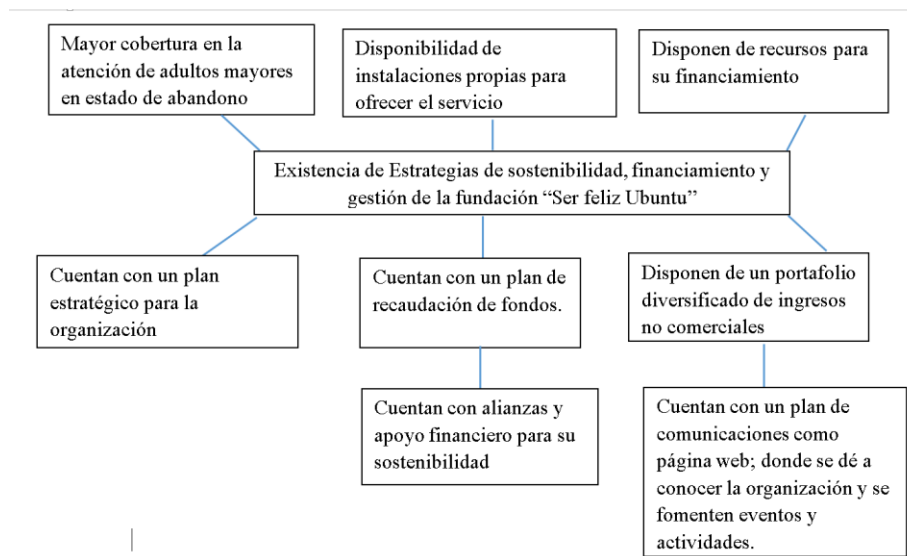 Mayor cobertura en la
atención de adultos mayores
en estado de abandono
Disponibilidad de
instalaciones propias para
ofrecer el servicio
Disponen de recursos para
su financiamiento
Existencia de Estrategias de sostenibilidad, financiamiento y
gestión de la fundación “Ser feliz Ubuntu”
Cuentan con un plan
estratégico para la
organización
Cuentan con un plan de
recaudación de fondos.
Disponen de un portafolio
diversificado de ingresos
no comerciales
Cuentan con alianzas y
apoyo financiero para su
sostenibilidad
Cuentan con un plan de
comunicaciones como
página web; donde se dé a
conocer la organización y se
fomenten eventos y
actividades.